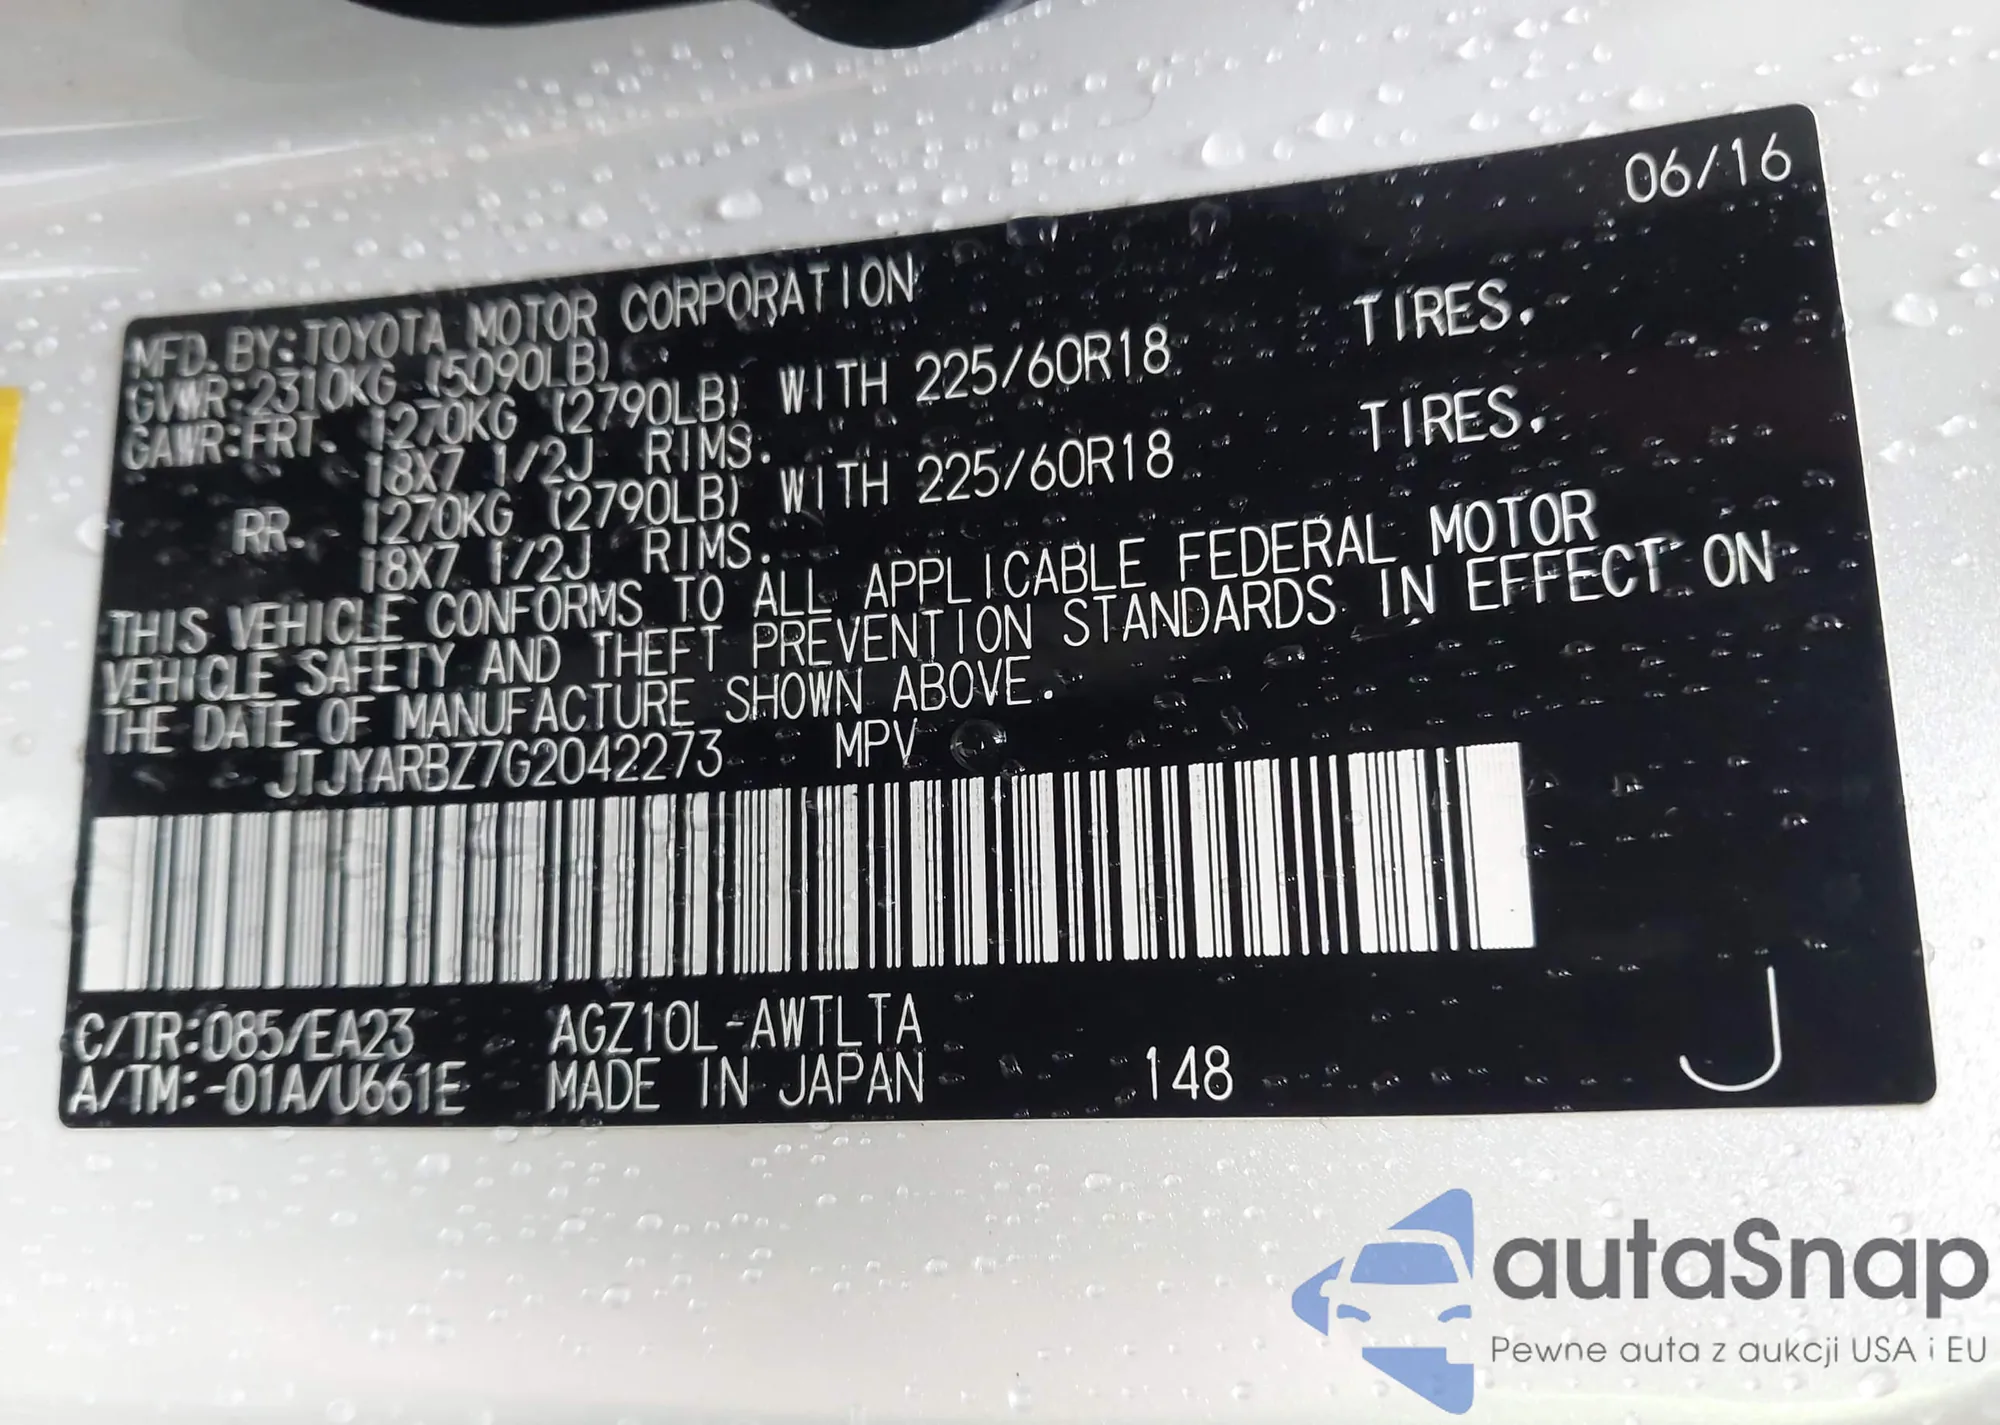 06/16
MFD. BY: TOYOTA MOTOR CORPORATION
GVWR: 2310KG (5090LB)
GAWR: FRT. 1270KG (2790LB) WITH 225/60R18 TIRES.
18X7 1/2J RIMS.
RR. 1270KG (2790LB) WITH 225/60R18 TIRES.
18X7 1/2J RIMS.
THIS VEHICLE CONFORMS TO ALL APPLICABLE FEDERAL MOTOR
VEHICLE SAFETY AND THEFT PREVENTION STANDARDS IN EFFECT ON
THE DATE OF MANUFACTURE SHOWN ABOVE.
JTJYARBZ7G2042273 MPV
C/TR: 085/EA23 AGZ10L-AWTLTA
A/TM: -01A/U661E MADE IN JAPAN 148 J
autaSnap
Pewne auta z aukcji USA i EU